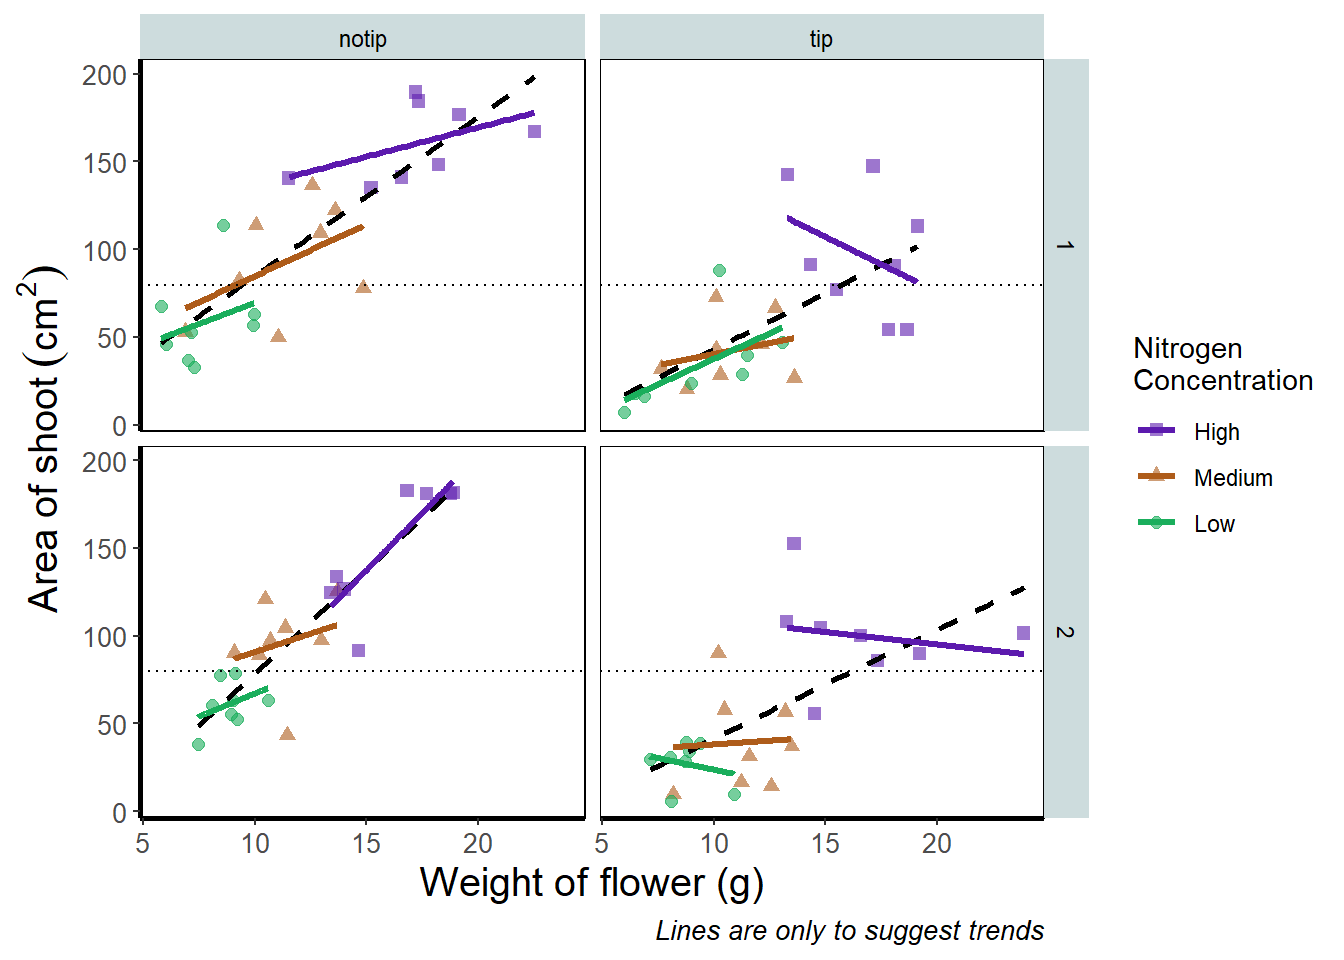 notip
tip
200
150
100
50
0
1
200
150
100
50
0
2
5
10
15
20
5
10
15
20
Area of shoot (cm²)
Weight of flower (g)
Lines are only to suggest trends
Nitrogen
Concentration
High
Medium
Low